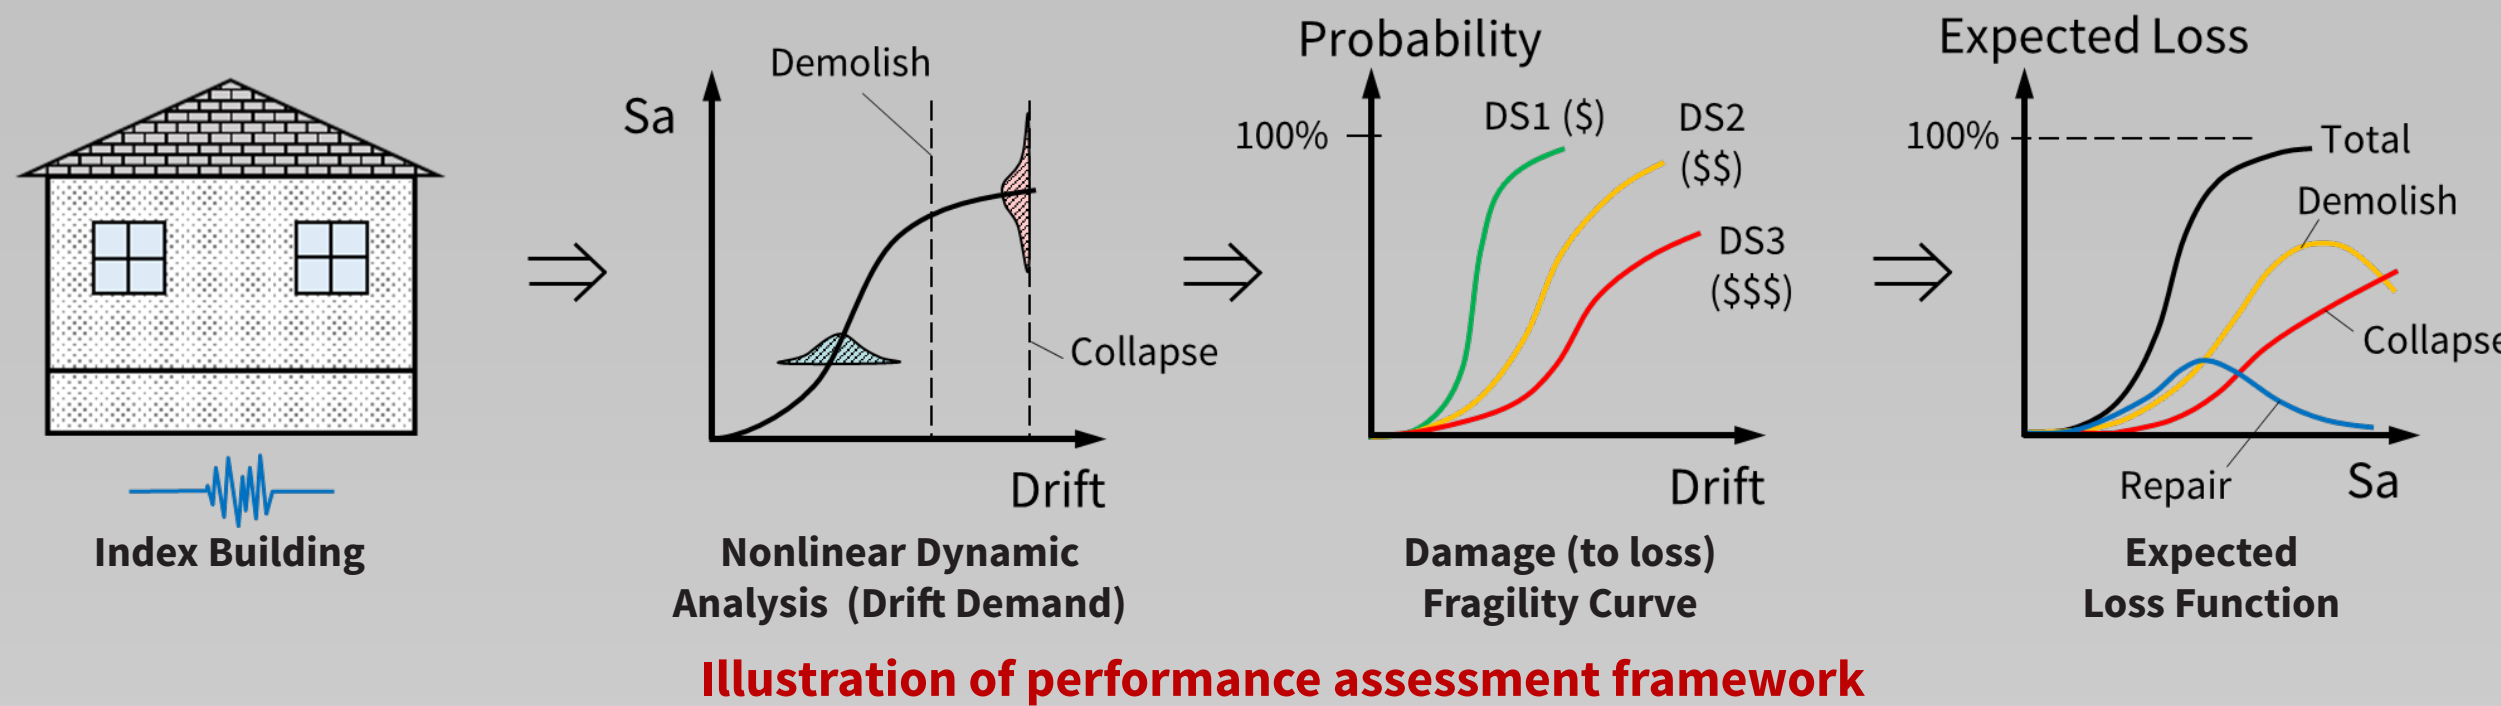 Index Building
Demolish
Sa
Collapse
Drift
Nonlinear Dynamic
Analysis (Drift Demand)
Probability
100%
DS1 ($)
DS2
($$)
DS3
($$$)
Drift
Damage (to loss)
Fragility Curve
Expected Loss
100%
Total
Demolish
Collapse
Repair
Sa
Expected
Loss Function
Illustration of performance assessment framework